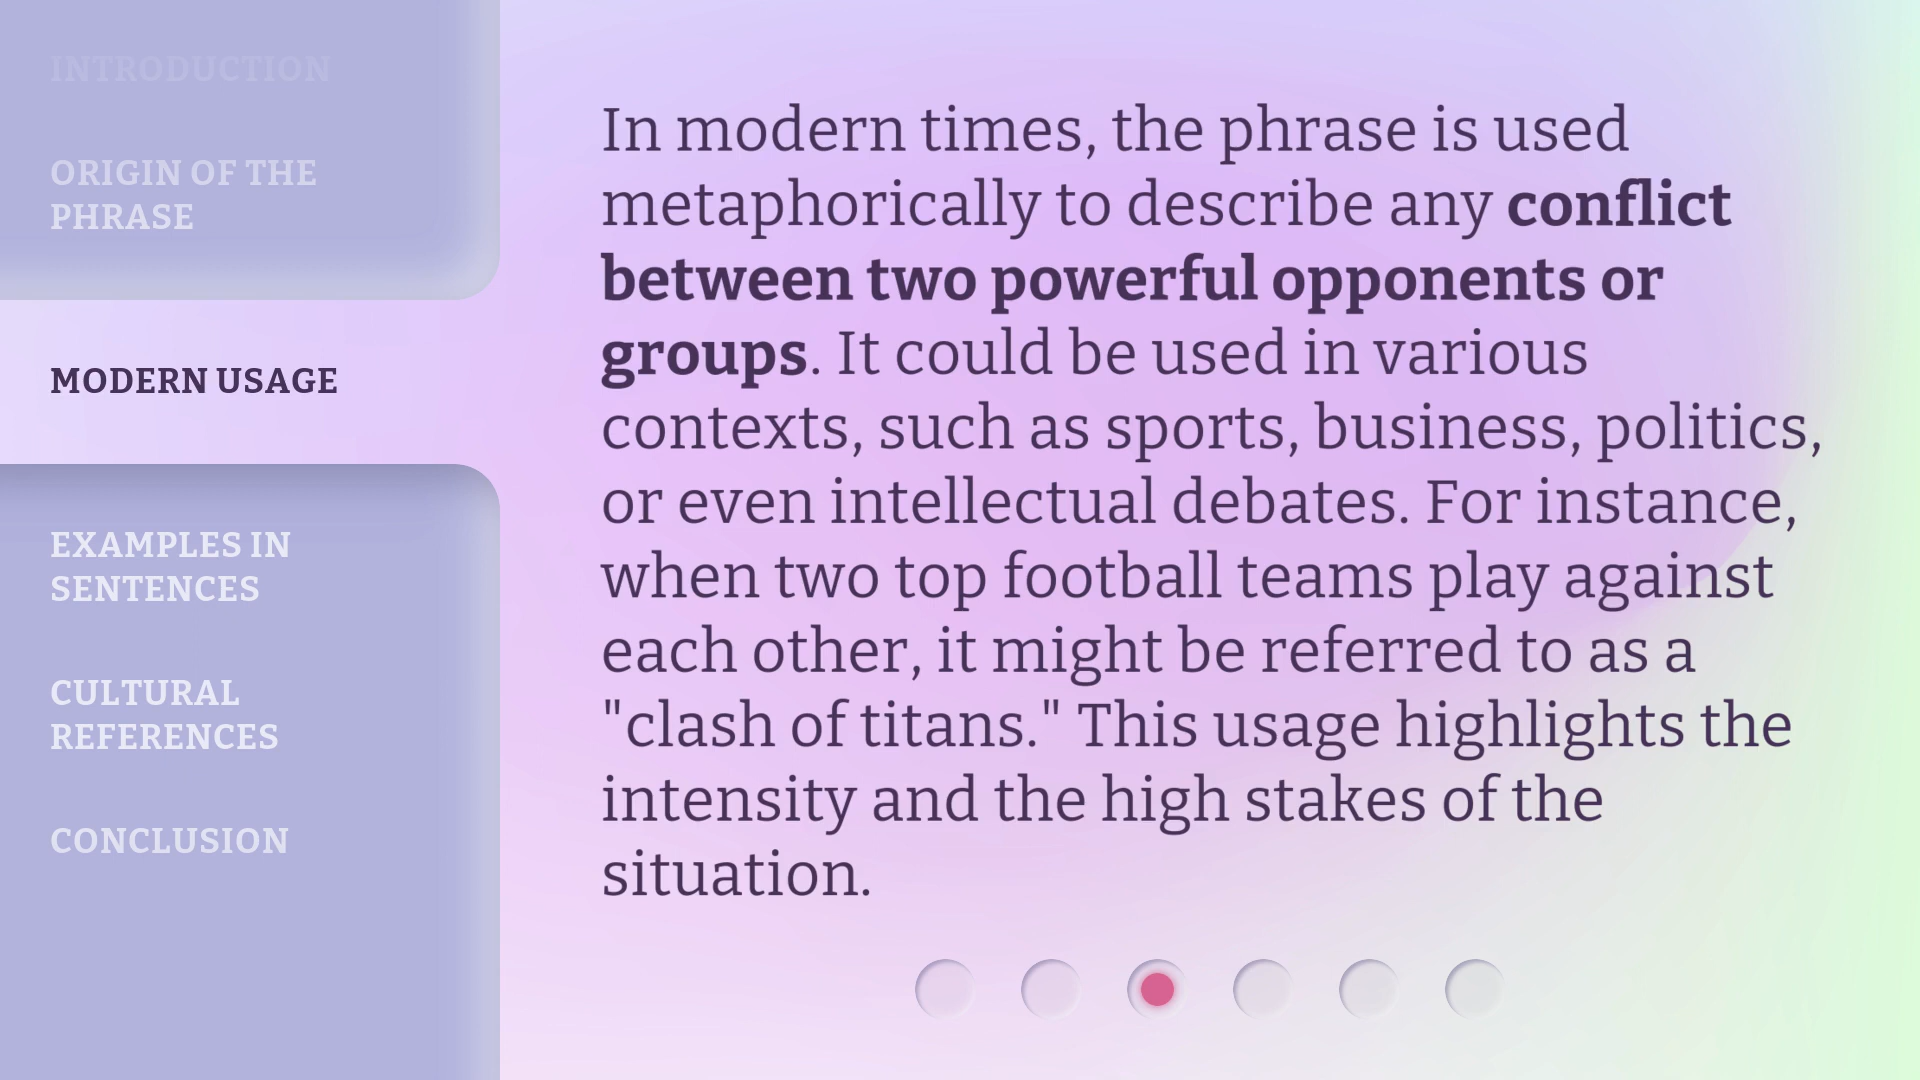 INTRODUCTION
ORIGIN OF THE
PHRASE
MODERN USAGE
EXAMPLES IN
SENTENCES
CULTURAL
REFERENCES
CONCLUSION
In modern times, the phrase is used
metaphorically to describe any conflict
between two powerful opponents or
groups. It could be used in various
contexts, such as sports, business, politics,
or even intellectual debates. For instance,
when two top football teams play against
each other, it might be referred to as a
"clash of titans." This usage highlights the
intensity and the high stakes of the
situation.